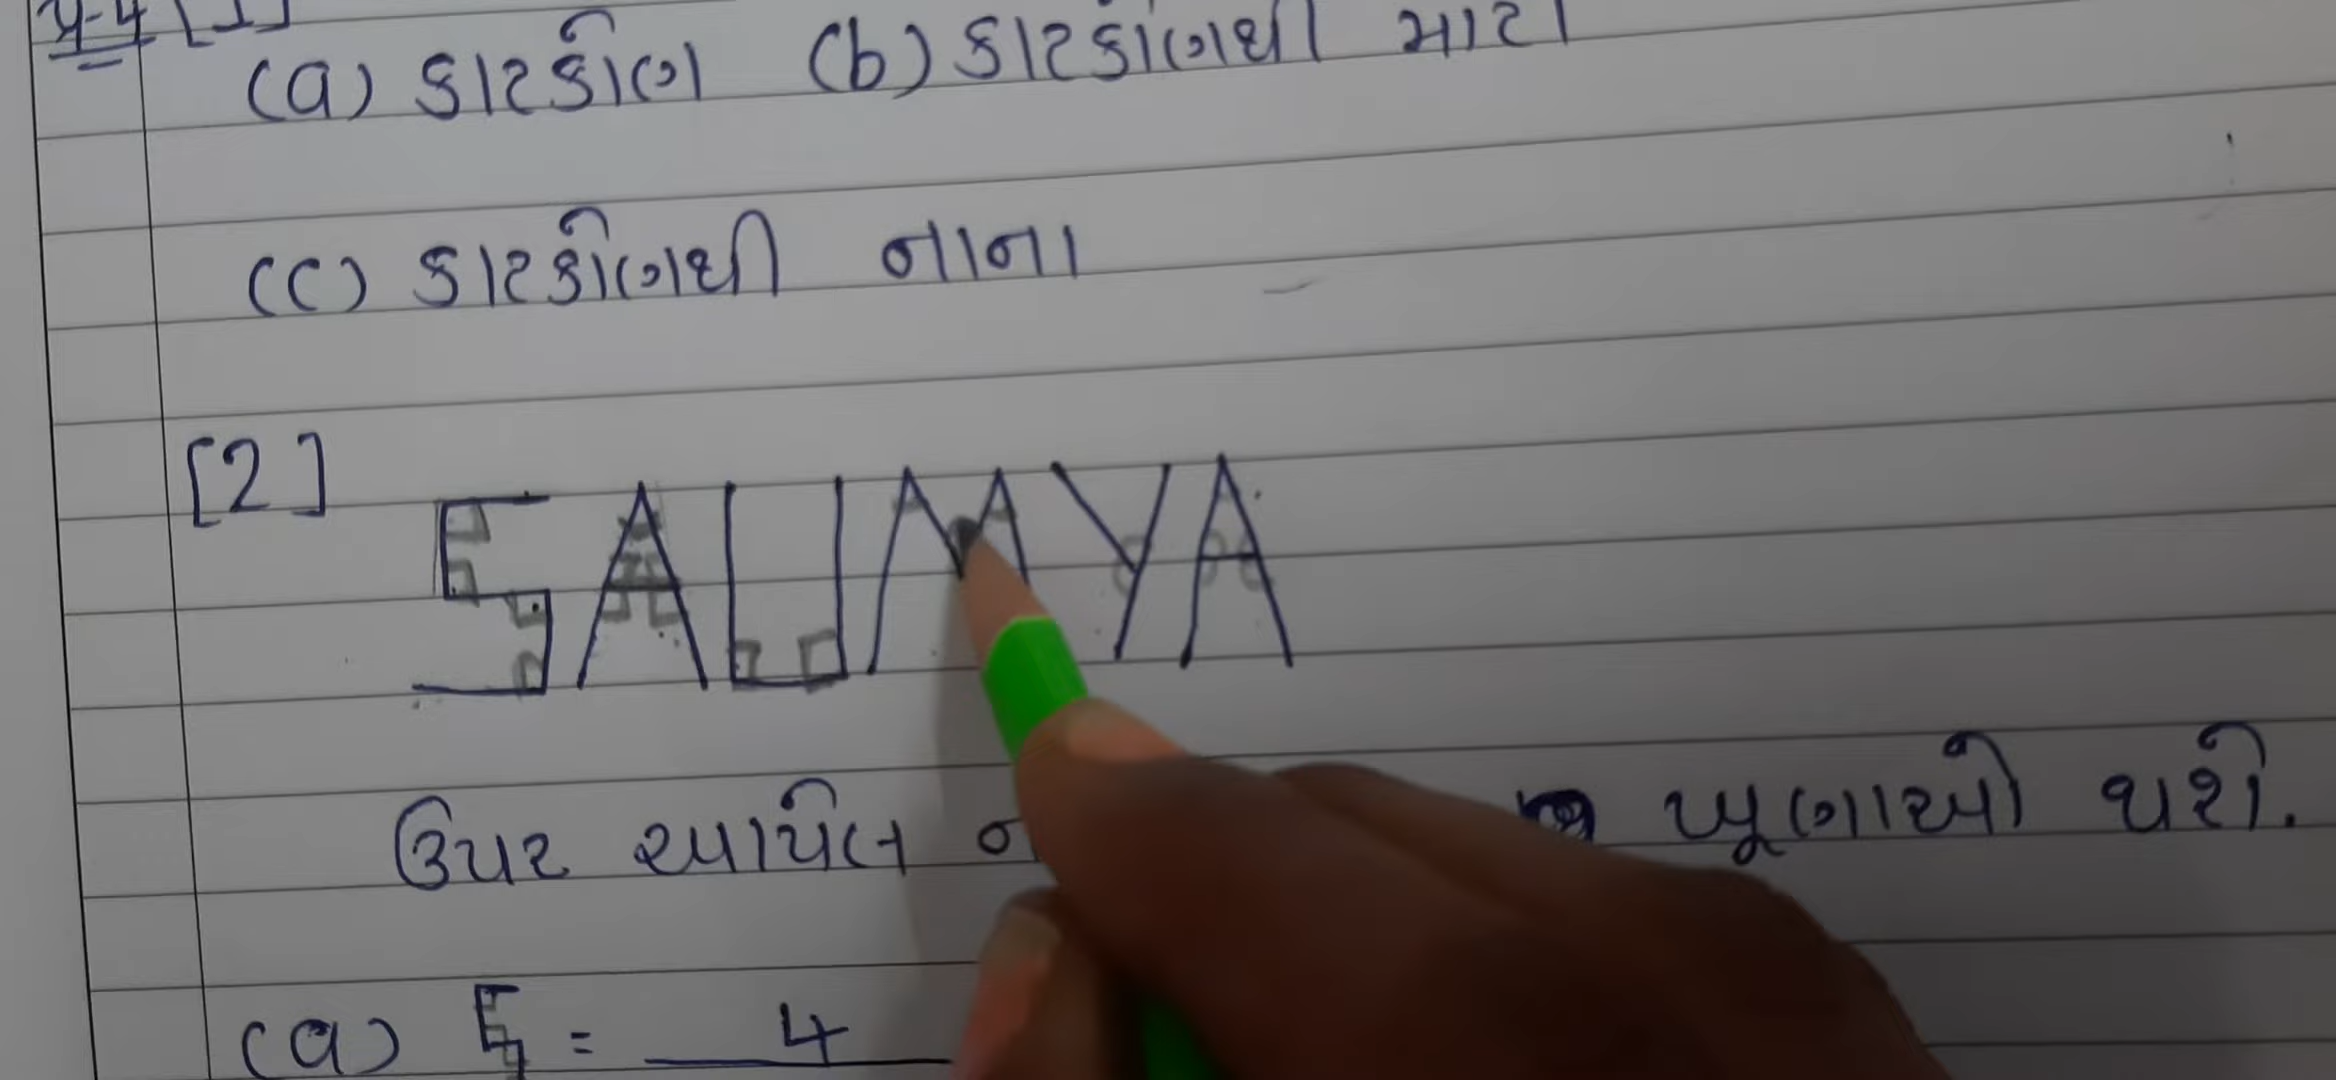 પ્ર-4 [1]
(a) કાટકોણ (b) કાટકોણથી મોટા
(c) કાટકોણથી નાના
[2] SAUMYA
ઉપર આપેલ ખૂણાઓ થશે.
(a) S = 4